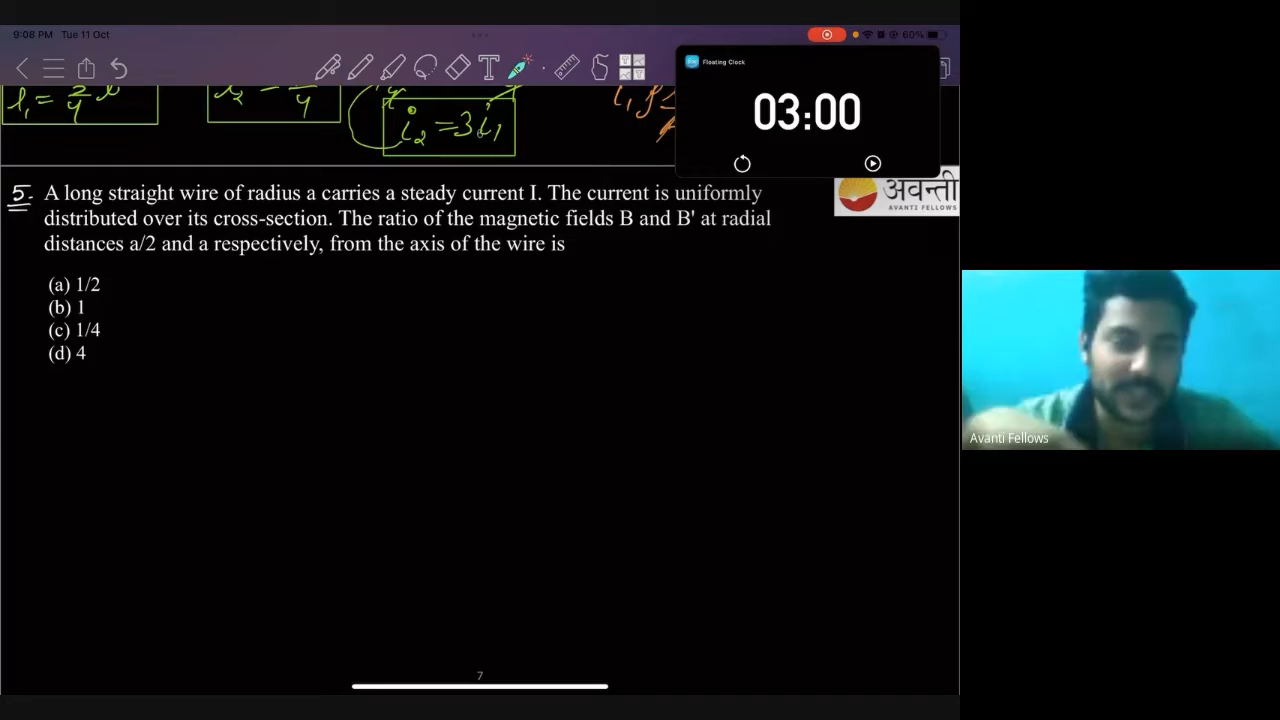 9:08 PM Tue 11 Oct
60%
Floating Clock
03:00
i₂ = 3i₁
5. A long straight wire of radius a carries a steady current I. The current is uniformly
distributed over its cross-section. The ratio of the magnetic fields B and B' at radial
distances a/2 and a respectively, from the axis of the wire is
(a) 1/2
(b) 1
(c) 1/4
(d) 4
अवन्ती
AVANTI FELLOWS
Avanti Fellows
7